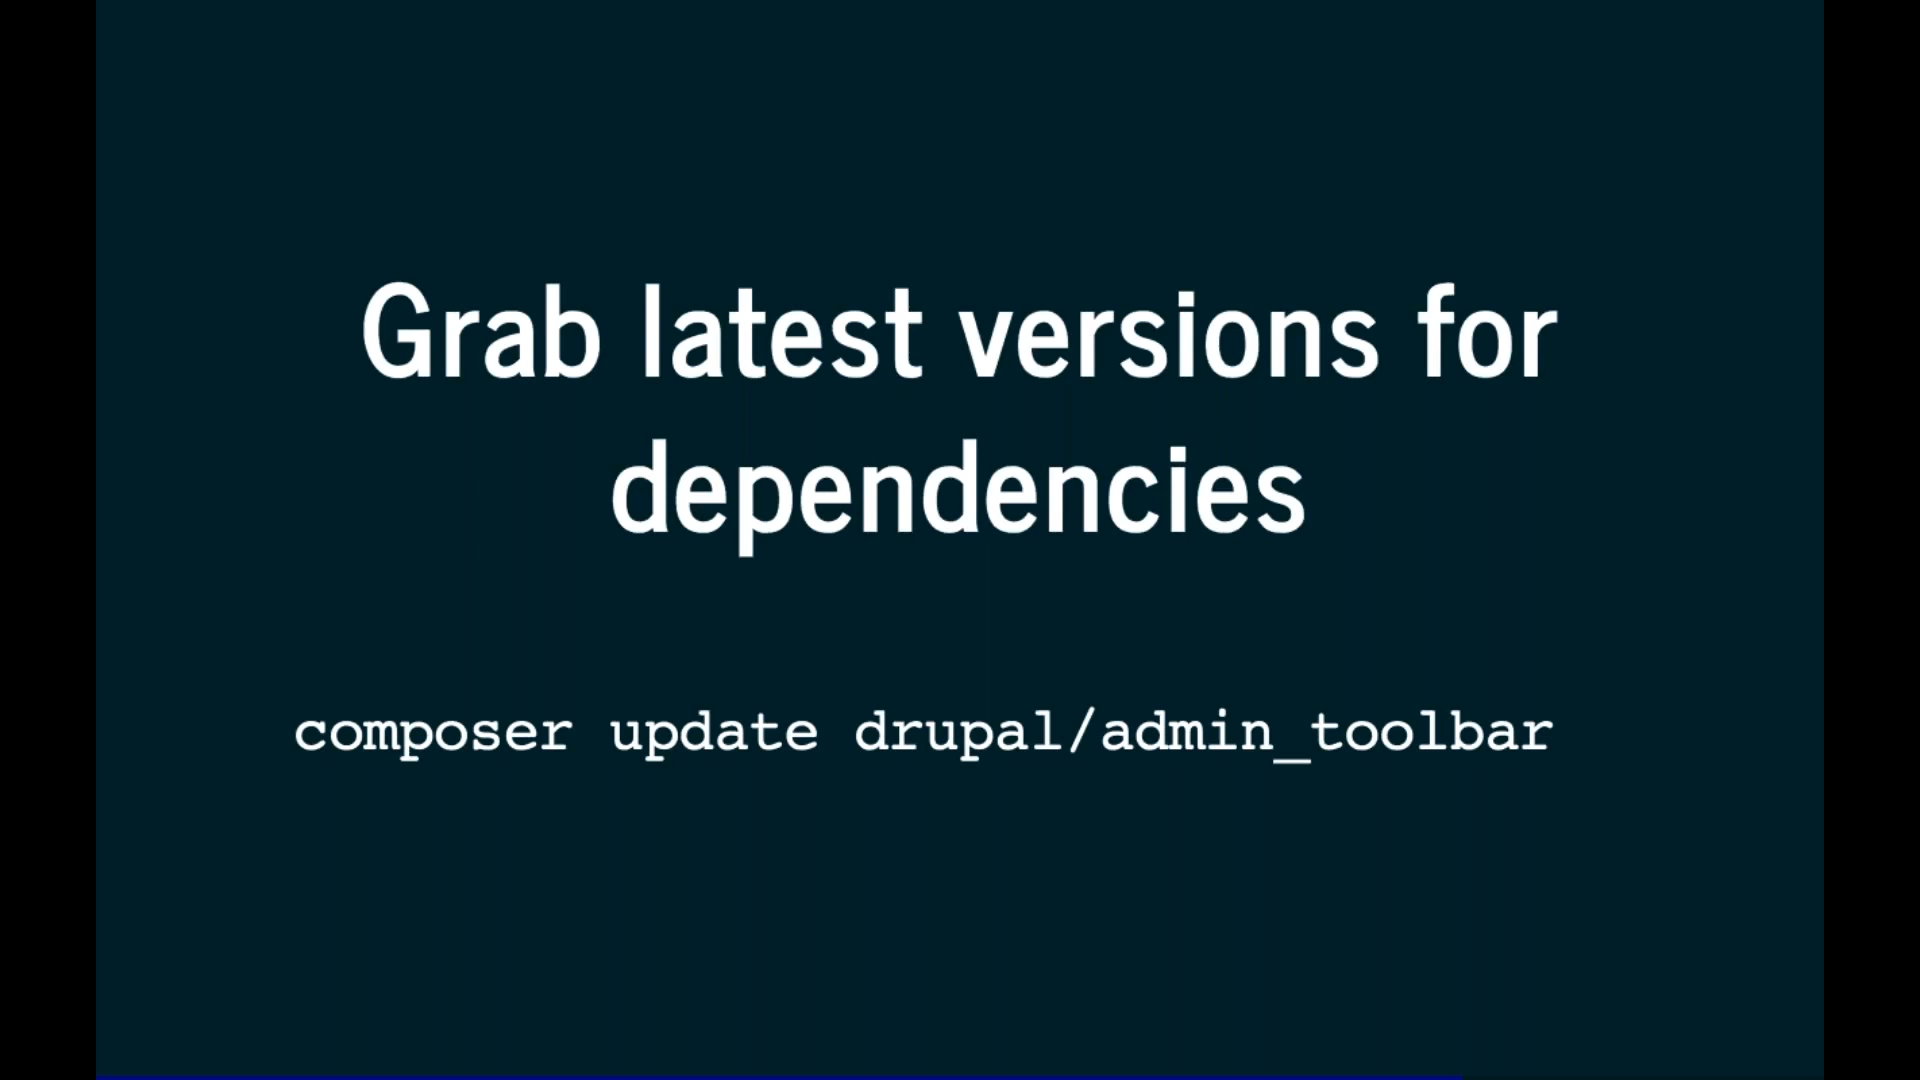 Grab latest versions for
dependencies
composer update drupal/admin_toolbar